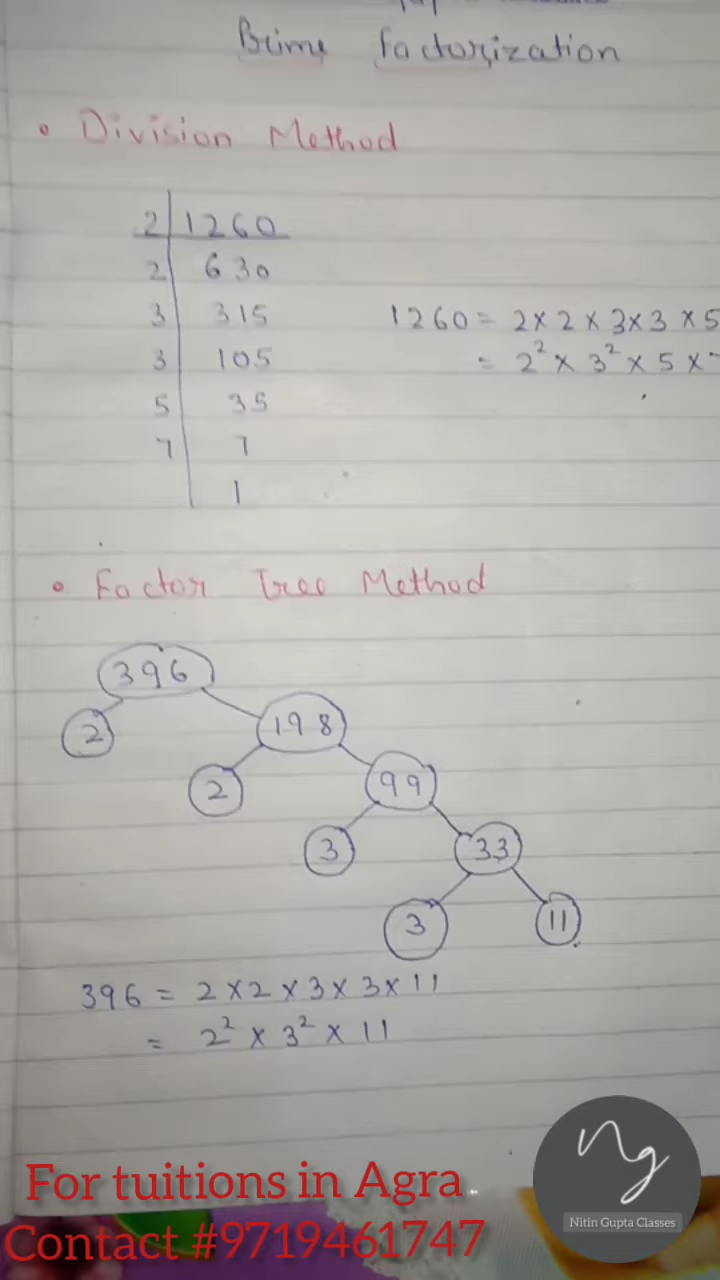 Prime Factorization
• Division Method
2 | 1260
2 | 630
3 | 315
3 | 105
5 | 35
7 | 7
| 1
1260 = 2 x 2 x 3 x 3 x 5
= 2² x 3² x 5 x
• Factor Tree Method
396
2 198
2 99
3 33
3 11
396 = 2 x 2 x 3 x 3 x 11
= 2² x 3² x 11
ng
Nitin Gupta Classes
For tuitions in Agra
Contact #9719461747